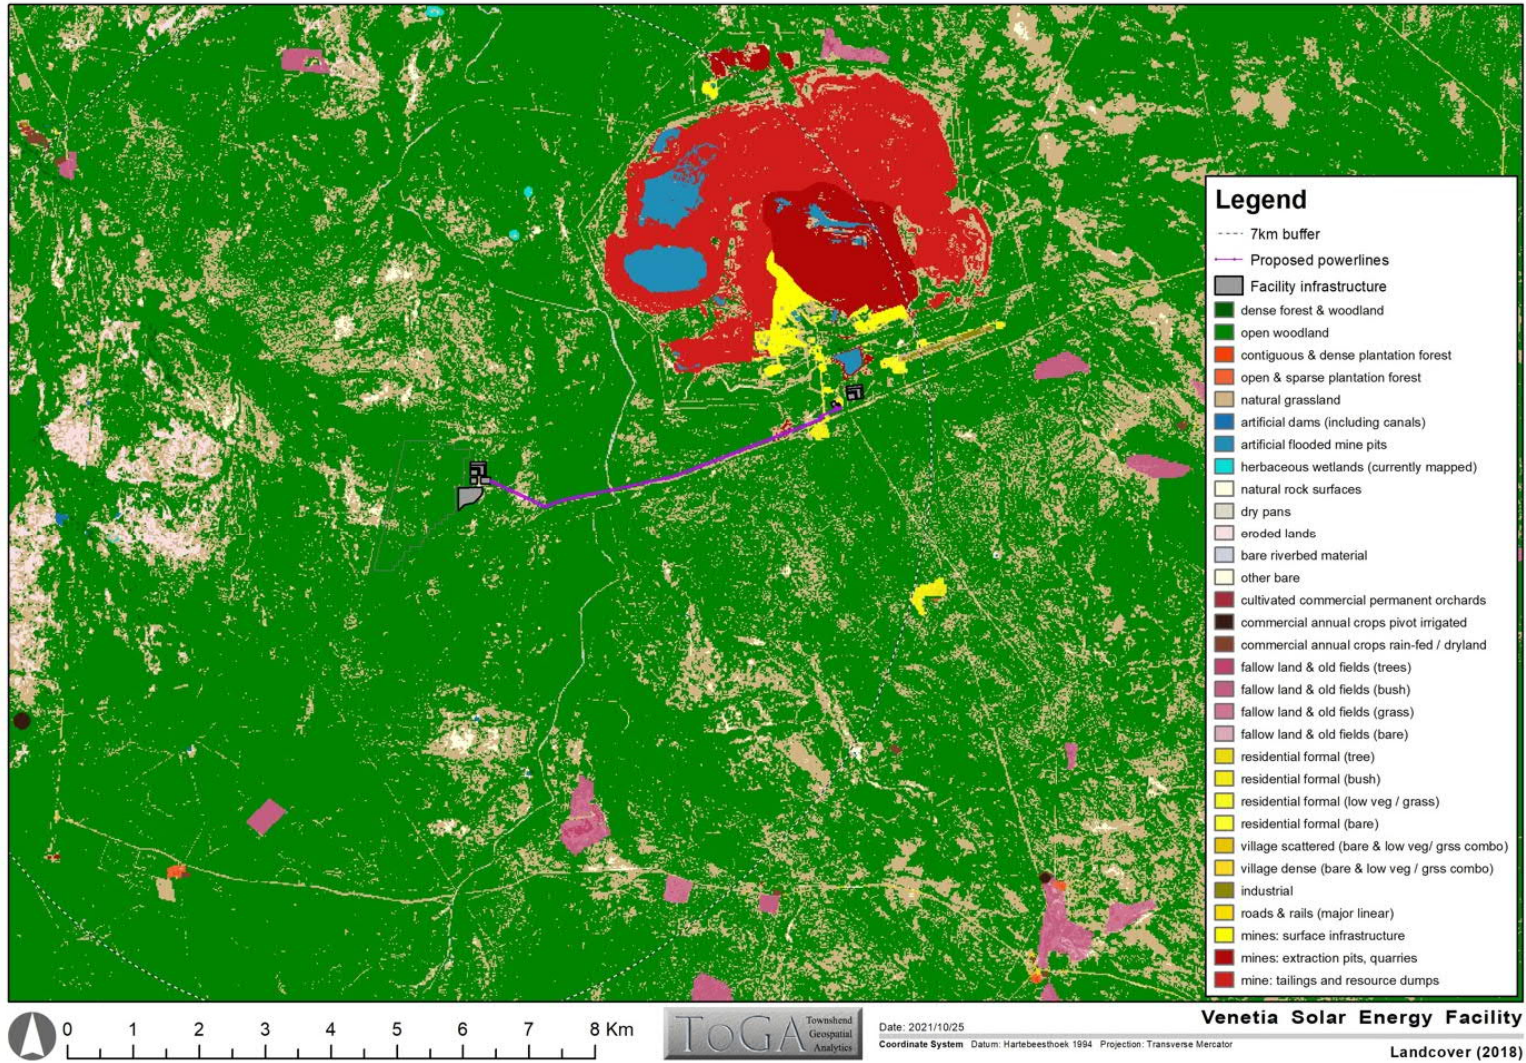 Legend
7km buffer
Proposed powerlines
Facility infrastructure
dense forest & woodland
open woodland
contiguous & dense plantation forest
open & sparse plantation forest
natural grassland
artificial dams (including canals)
artificial flooded mine pits
herbaceous wetlands (currently mapped)
natural rock surfaces
dry pans
eroded lands
bare riverbed material
other bare
cultivated commercial permanent orchards
commercial annual crops pivot irrigated
commercial annual crops rain-fed / dryland
fallow land & old fields (trees)
fallow land & old fields (bush)
fallow land & old fields (grass)
fallow land & old fields (bare)
residential formal (tree)
residential formal (bush)
residential formal (low veg / grass)
residential formal (bare)
village scattered (bare & low veg/ grss combo)
village dense (bare & low veg / grss combo)
industrial
roads & rails (major linear)
mines: surface infrastructure
mines: extraction pits, quarries
mine: tailings and resource dumps
0 1 2 3 4 5 6 7 8 Km
TOGA Townshend Geospatial Analytics
Date: 2021/10/25
Coordinate System Datum: Hartebeesthoek 1994 Projection: Transverse Mercator
Venetia Solar Energy Facility
Landcover (2018)